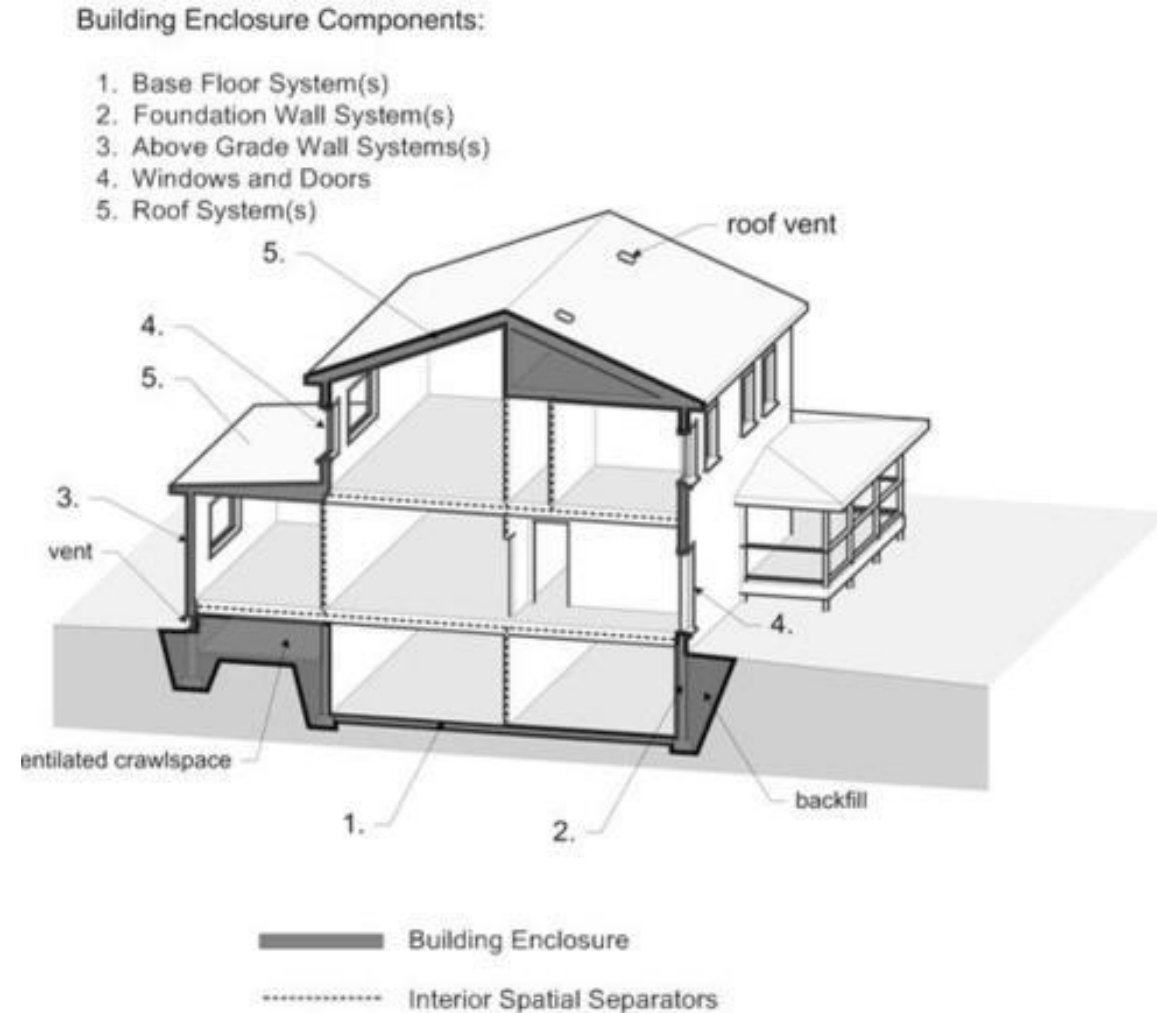 Building Enclosure Components:
1. Base Floor System(s)
2. Foundation Wall System(s)
3. Above Grade Wall Systems(s)
4. Windows and Doors
5. Roof System(s)
roof vent
5.
4.
5.
3.
vent
4.
entilated crawlspace
backfill
1.
2.
Building Enclosure
Interior Spatial Separators